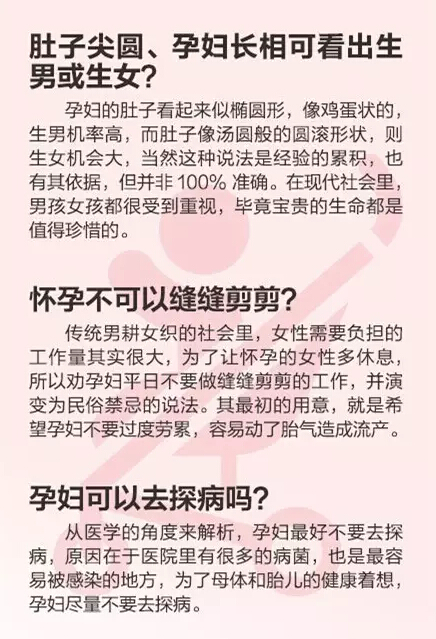 肚子尖圆、孕妇长相可看出生
男或生女？
孕妇的肚子看起来似椭圆形，像鸡蛋状的，
生男机率高，而肚子像汤圆般的圆滚形状，则
生女机会大，当然这种说法是经验的累积，也
有其依据，但并非 100% 准确。在现代社会里，
男孩女孩都很受到重视，毕竟宝贵的生命都是
值得珍惜的。
怀孕不可以缝缝剪剪？
传统男耕女织的社会里，女性需要负担的
工作量其实很大，为了让怀孕的女性多休息，
所以劝孕妇平日不要做缝缝剪剪的工作，并演
变为民俗禁忌的说法。其最初的用意，就是希
望孕妇不要过度劳累，容易动了胎气造成流产。
孕妇可以去探病吗？
从医学的角度来解析，孕妇最好不要去探
病，原因在于医院里有很多的病菌，也是最容
易被感染的地方，为了母体和胎儿的健康着想，
孕妇尽量不要去探病。